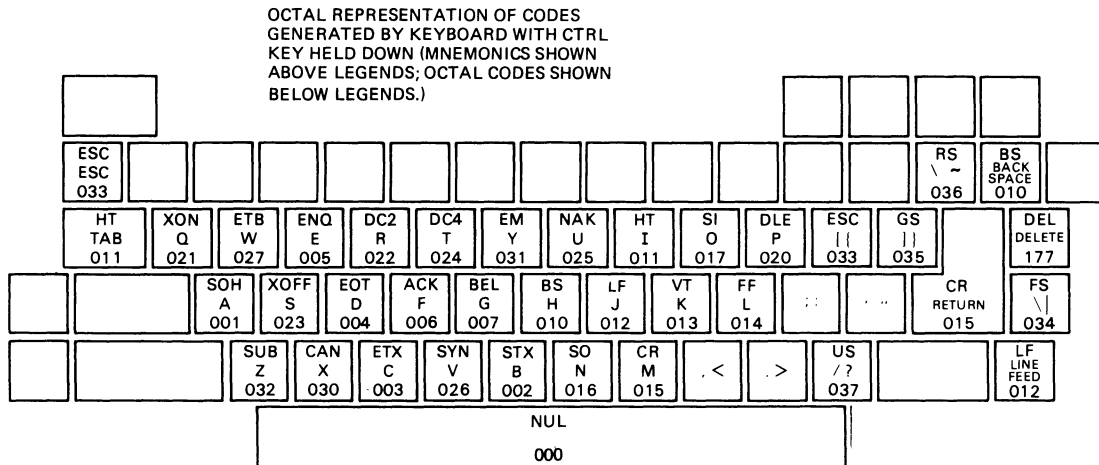 OCTAL REPRESENTATION OF CODES
GENERATED BY KEYBOARD WITH CTRL
KEY HELD DOWN (MNEMONICS SHOWN
ABOVE LEGENDS; OCTAL CODES SHOWN
BELOW LEGENDS.)
ESC RS BS
ESC \ ~ BACK SPACE
033 036 010
HT XON ETB ENQ DC2 DC4 EM NAK HT SI DLE ESC GS DEL
TAB Q W E R T Y U I O P [ { ] } DELETE
011 021 027 005 022 024 031 025 011 017 020 033 035 177
SOH XOFF EOT ACK BEL BS LF VT FF CR FS
A S D F G H J K L ; : ' " RETURN \ |
001 023 004 006 007 010 012 013 014 015 034
SUB CAN ETX SYN STX SO CR US LF
Z X C V B N M , < . > / ? LINE FEED
032 030 003 026 002 016 015 037 012
NUL
000